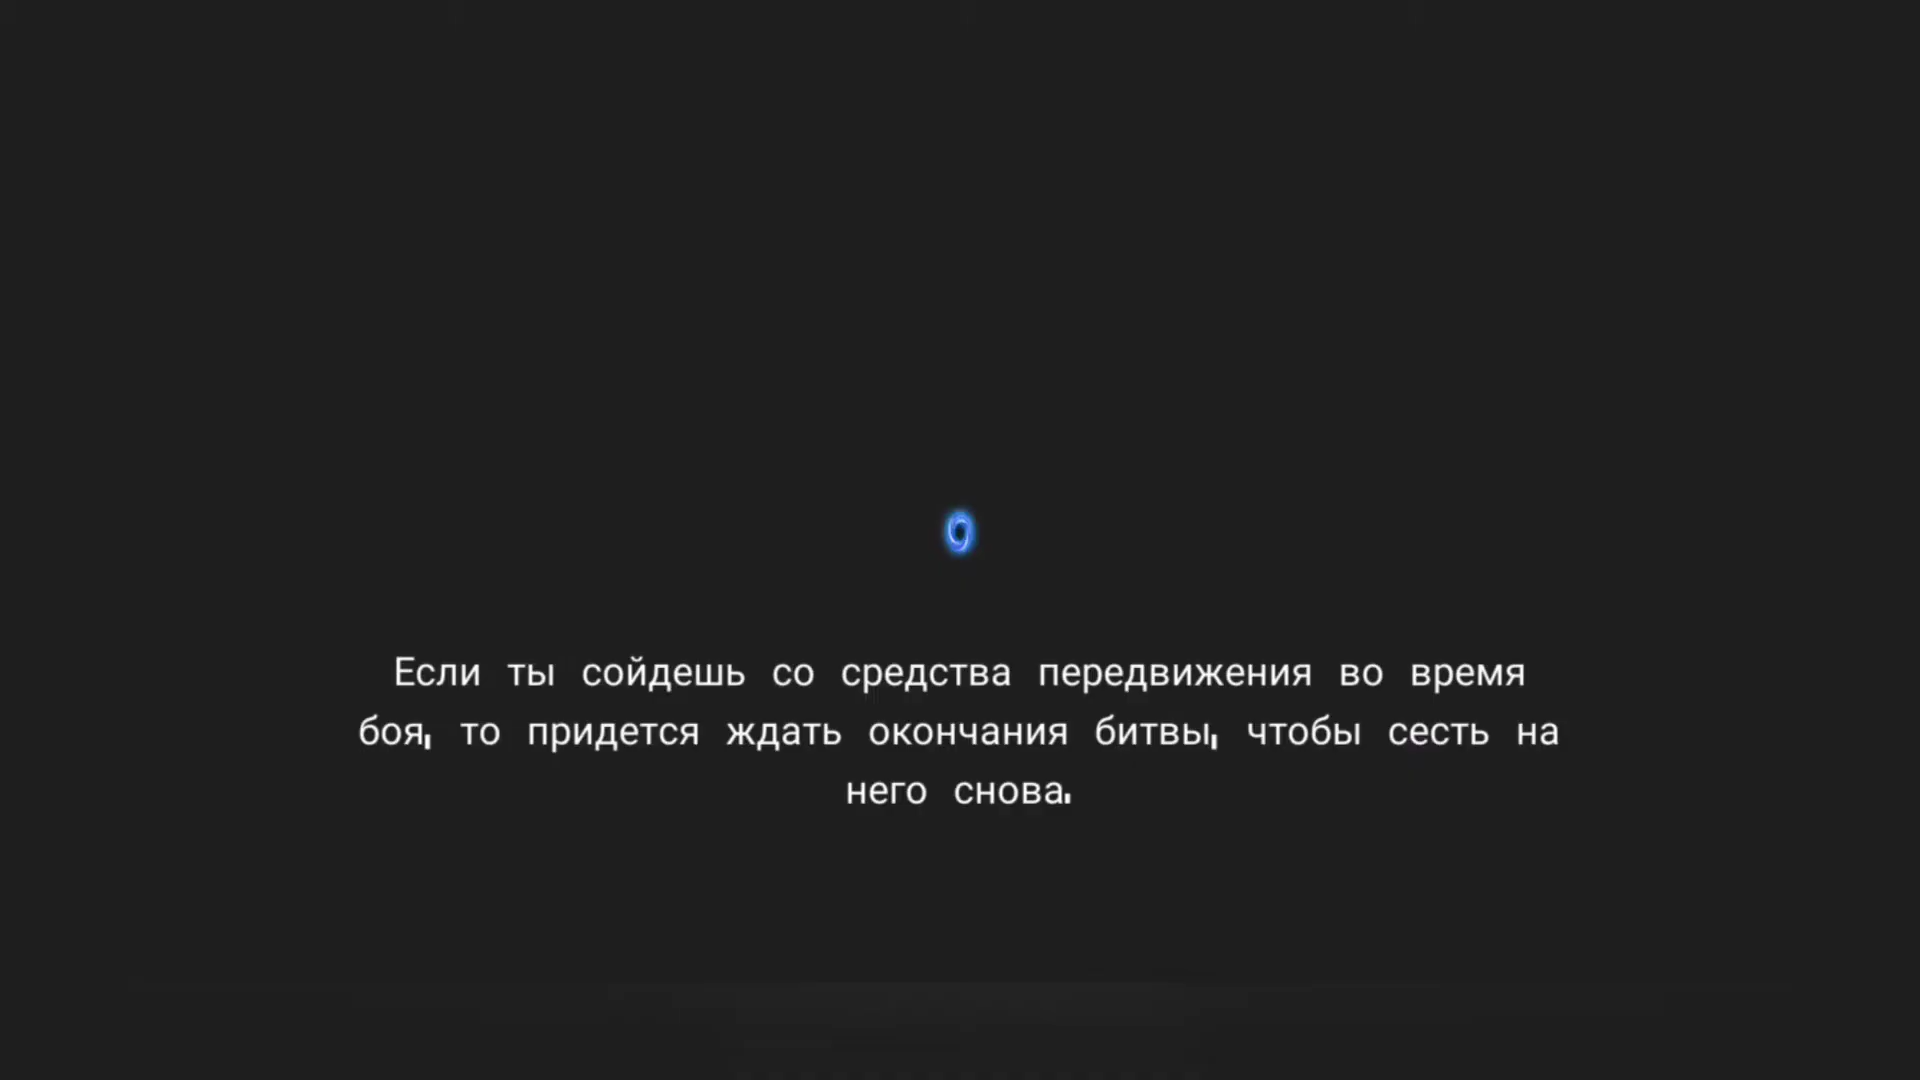 Если ты сойдешь со средства передвижения во время
боя, то придется ждать окончания битвы, чтобы сесть на
него снова.